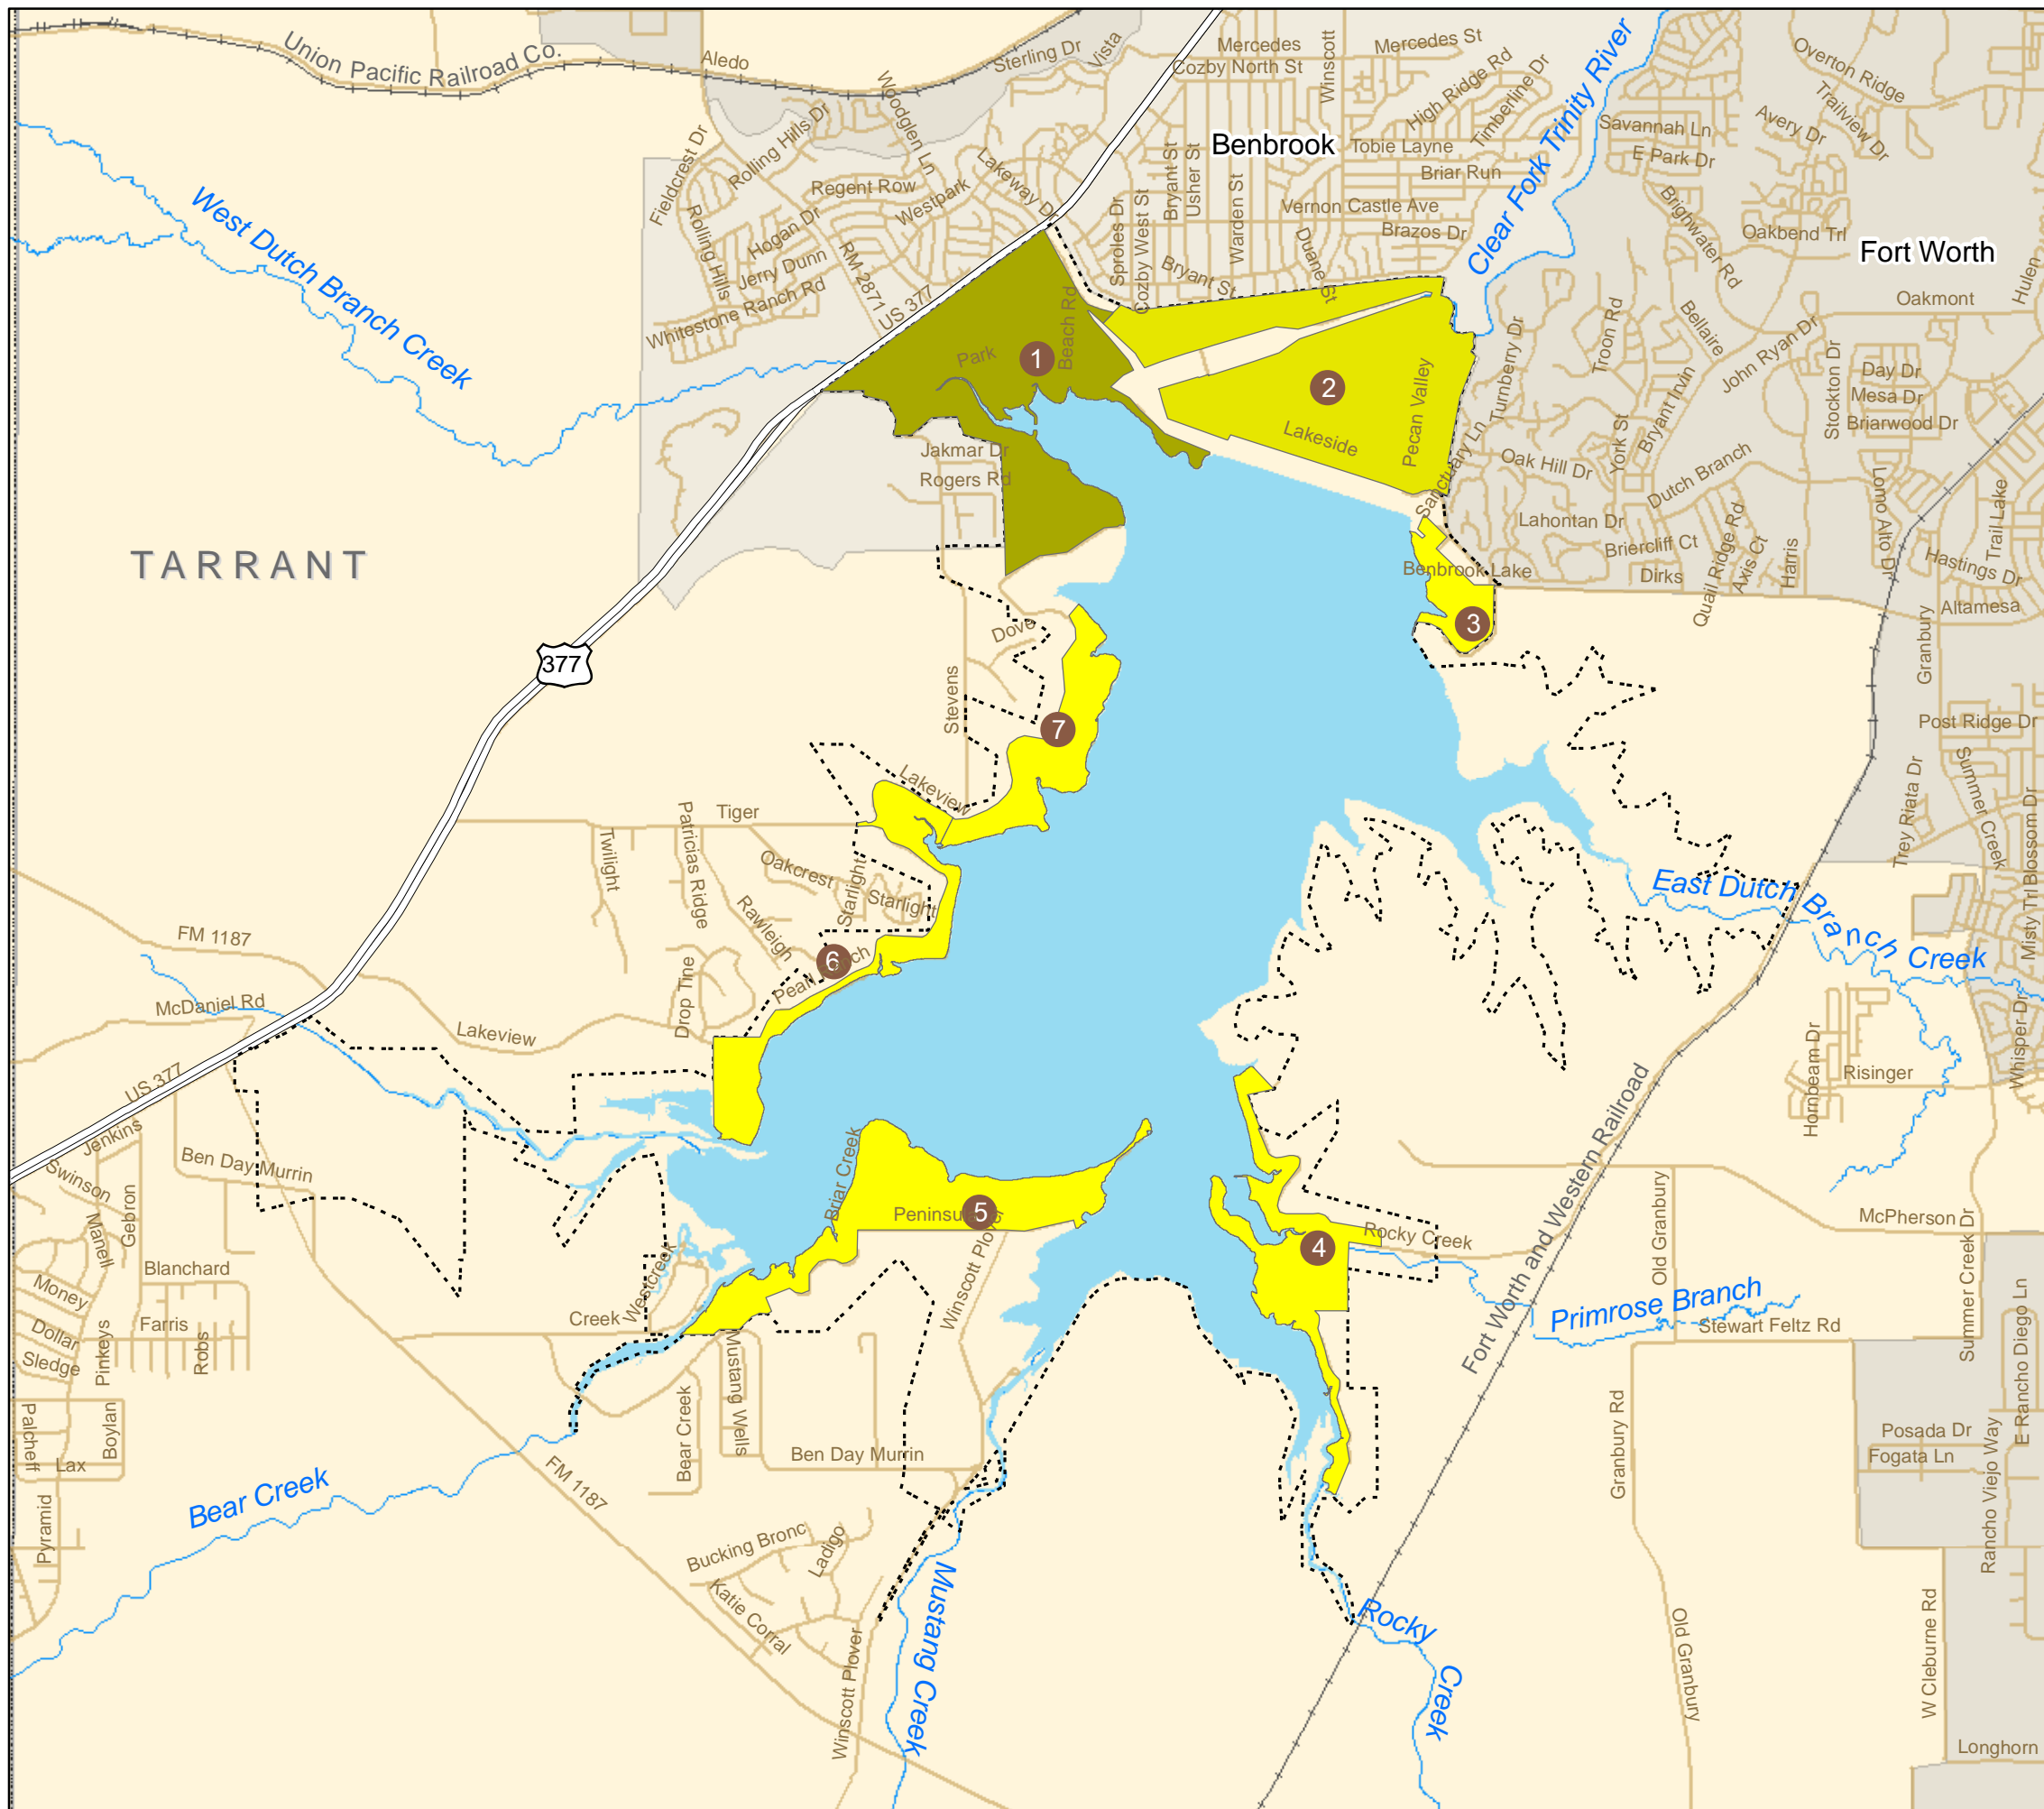 Union Pacific Railroad Co.
Aledo
Sterling Dr
Vista
Mercedes
Cozby North St
Winscott
Mercedes St
High Ridge Rd
Timberline Dr
Clear Fork Trinity River
Overton Ridge
Trailview Dr
Avery Dr
Savannah Ln
E Park Dr
Benbrook
Tobie Layne
Briar Run
Vernon Castle Ave
Brazos Dr
Bryant St
Usher St
Warden St
Duane St
Sproles Dr
Cozby West St
Bryant St
Woodglen Ln
Rolling Hills Dr
Fieldcrest Dr
Regent Row
Westpark
Lakeway Dr
Rolling Hills
Hogan Dr
Jerry Dunn
Whitestone Ranch Rd
RM 2871
US 377
West Dutch Branch Creek
Brighwater Rd
Oakbend Trl
Fort Worth
Hulen
Oakmont
Bellaire
John Ryan Dr
Troon Rd
Turnberry Dr
Stockton Dr
Day Dr
Mesa Dr
Briarwood Dr
Park
Beach Rd
1
2
Lakeside
Pecan Valley
Sanctuary Ln
Oak Hill Dr
York St
Bryant Irvin
Dutch Branch
Lahontan Dr
Briercliff Ct
Dirks
Quail Ridge Rd
Axis Ct
Harris
Lomo Alto Dr
Trail Lake
Hastings Dr
Altamesa
Granbury
Jakmar Dr
Rogers Rd
TARRANT
Benbrook Lake
3
377
Dove
Stevens
7
Post Ridge Dr
Summer Creek
Trey Riata Dr
Misty Trl
Blossom Dr
Lakeview
Tiger
Twilight
Patricias Ridge
Oakcrest
Starlight
Starlight
Rawleigh
6
Drop Tine
East Dutch Branch Creek
FM 1187
McDaniel Rd
Lakeview
US 377
Whisper Dr
Hornbeam Dr
Risinger
Jenkins
Swinson
Manell
Gebron
Ben Day Murrin
Briar Creek
Peninsula
5
Winscott Plover
4
Rocky Creek
Fort Worth and Western Railroad
Old Granbury
McPherson
Summer Creek Dr
Primrose Branch
Stewart Feltz Rd
Blanchard
Money
Farris
Dollar
Sledge
Pinkeys
Robs
Creek
Westcreek
Mustang Wells
Bear Creek
Ben Day Murrin
Palcheff
Boylan
Lax
Pyramid
Bear Creek
FM 1187
Bucking Bronc
Ladigo
Katie Corral
Winscott Plover
Mustang Creek
Rocky Creek
Granbury Rd
Old Granbury
Posada Dr
Fogata Ln
E Rancho Diego Ln
Rancho Viejo Way
W Cleburne Rd
Longhorn